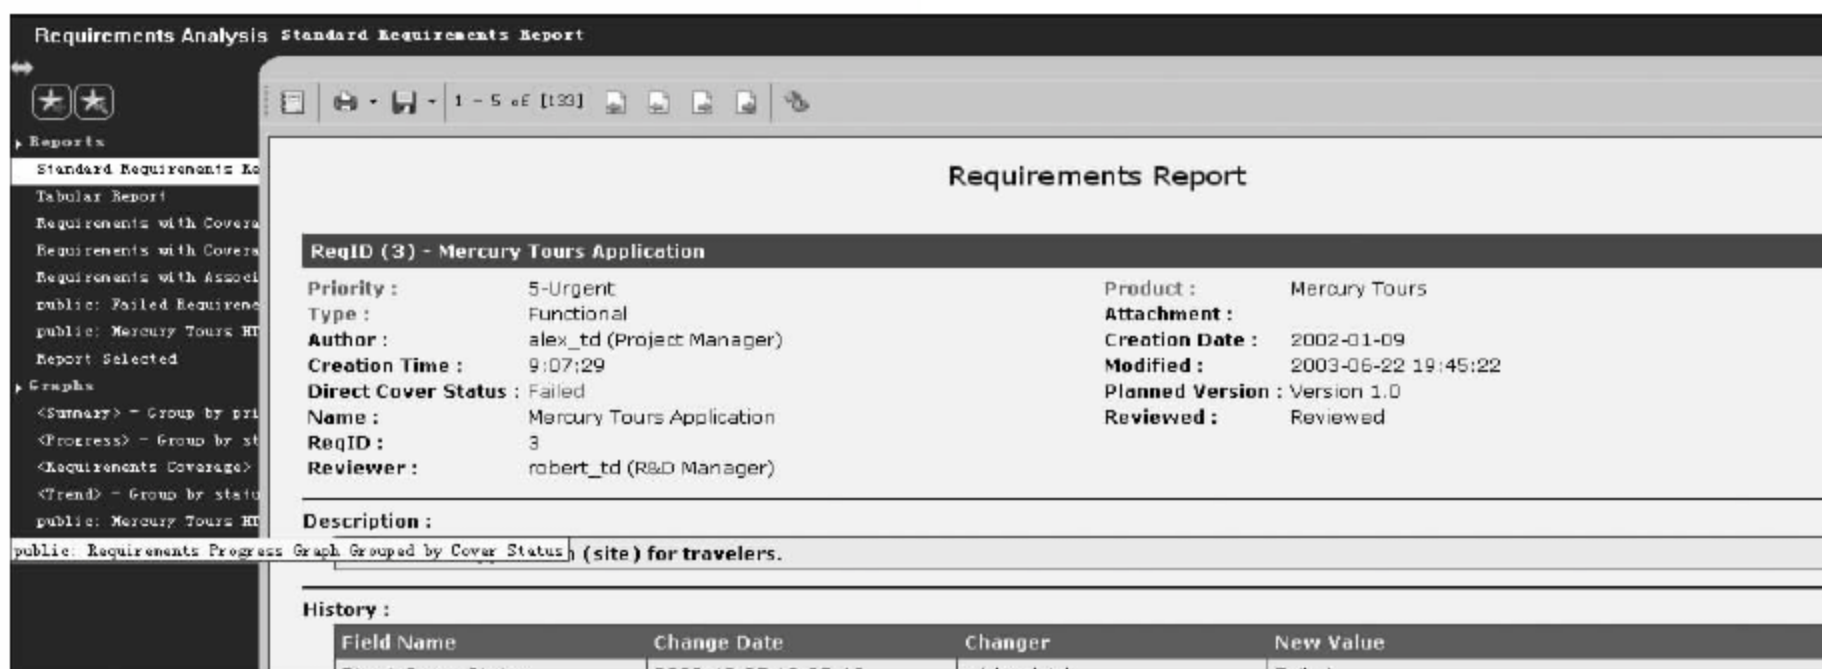 Requirements Analysis Standard Requirements Report
1 - 5 of [133]
Reports
Standard Requirements Re
Tabular Report
Requirements with Covera
Requirements with Covera
Requirements with Associ
public: Failed Requireme
public: Mercury Tours HT
Report Selected
Graphs
<Summary> - Group by pri
<Progress> - Group by st
<Requirements Coverage>
<Trend> - Group by statu
public: Mercury Tours HT
public: Requirements Progress Graph Grouped by Cover Status
Requirements Report
ReqID (3) - Mercury Tours Application
Priority : 5-Urgent Product : Mercury Tours
Type : Functional Attachment :
Author : alex_td (Project Manager) Creation Date : 2002-01-09
Creation Time : 9:07:29 Modified : 2003-06-22 19:45:22
Direct Cover Status : Failed Planned Version : Version 1.0
Name : Mercury Tours Application Reviewed : Reviewed
ReqID : 3
Reviewer : robert_td (R&D Manager)
Description :
(site) for travelers.
History :
Field Name Change Date Changer New Value